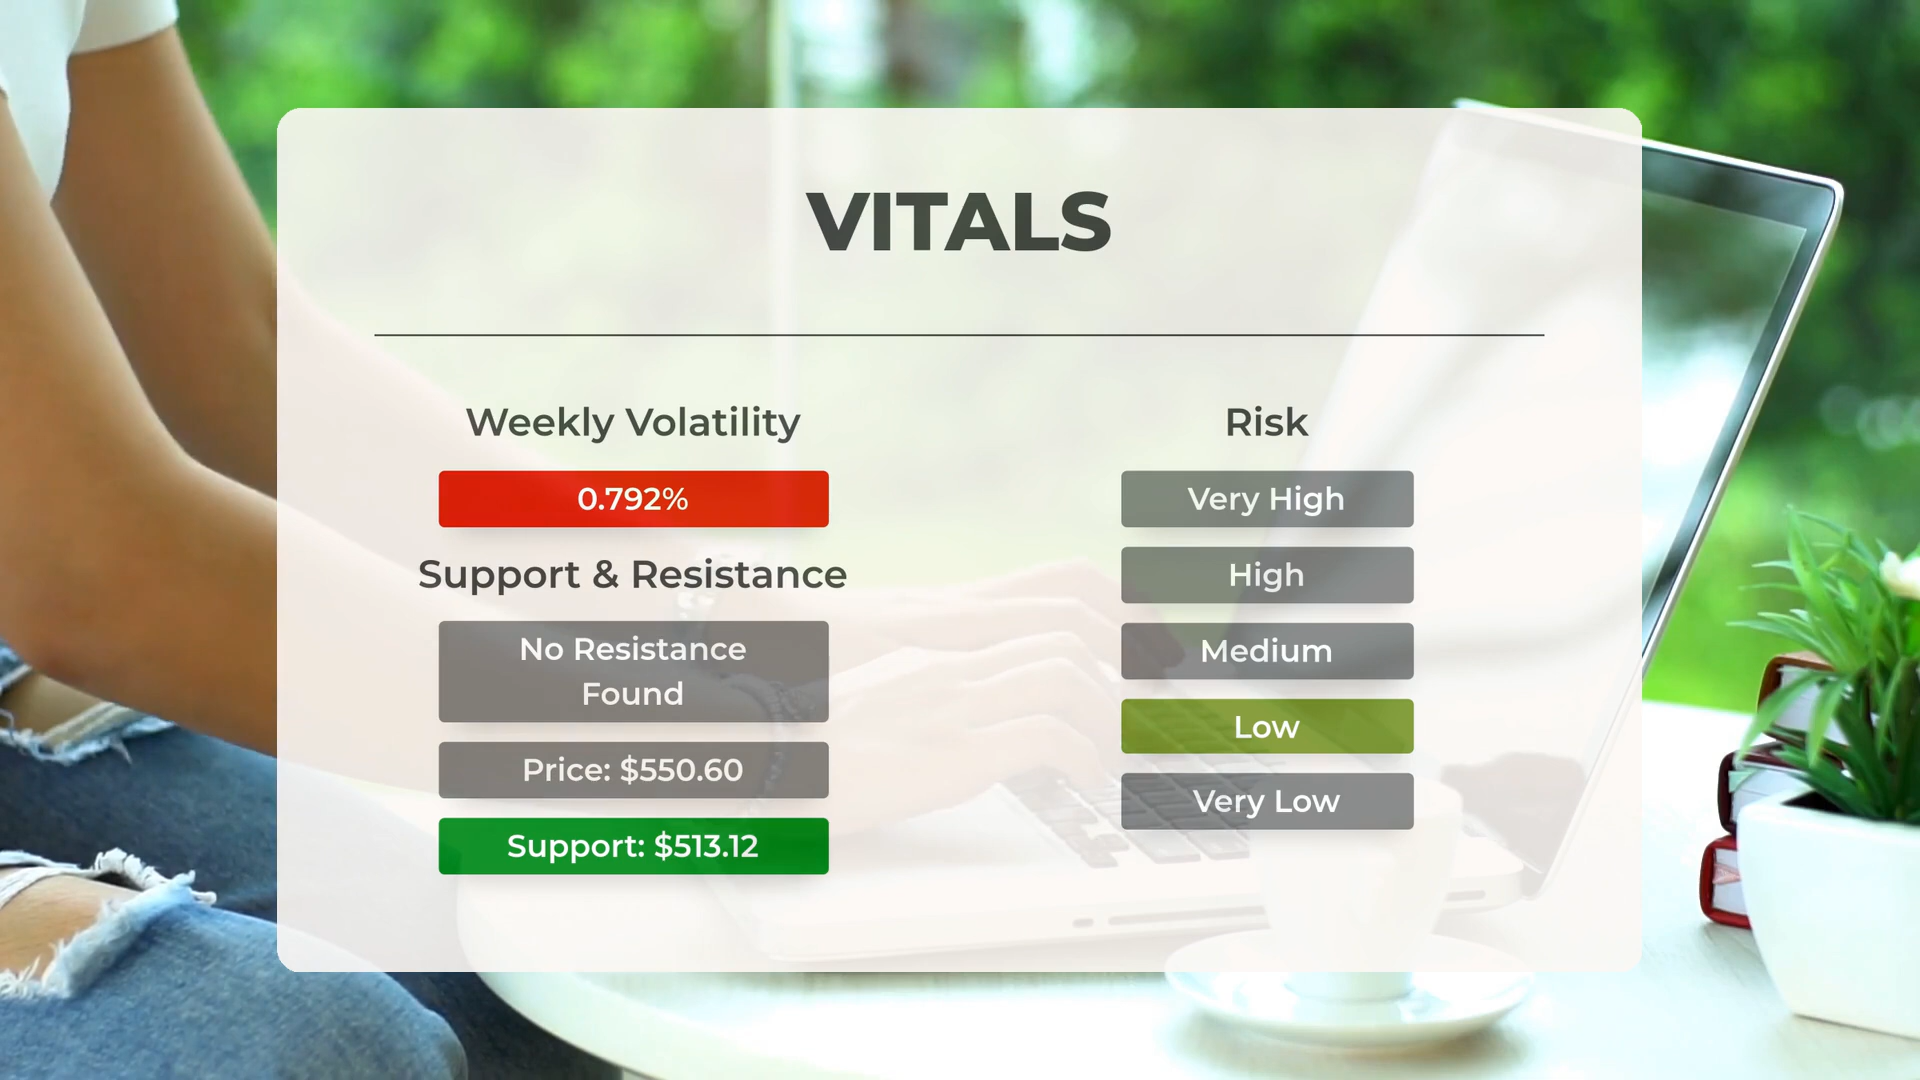 VITALS
Weekly Volatility
0.792%
Support & Resistance
No Resistance
Found
Price: $550.60
Support: $513.12
Risk
Very High
High
Medium
Low
Very Low